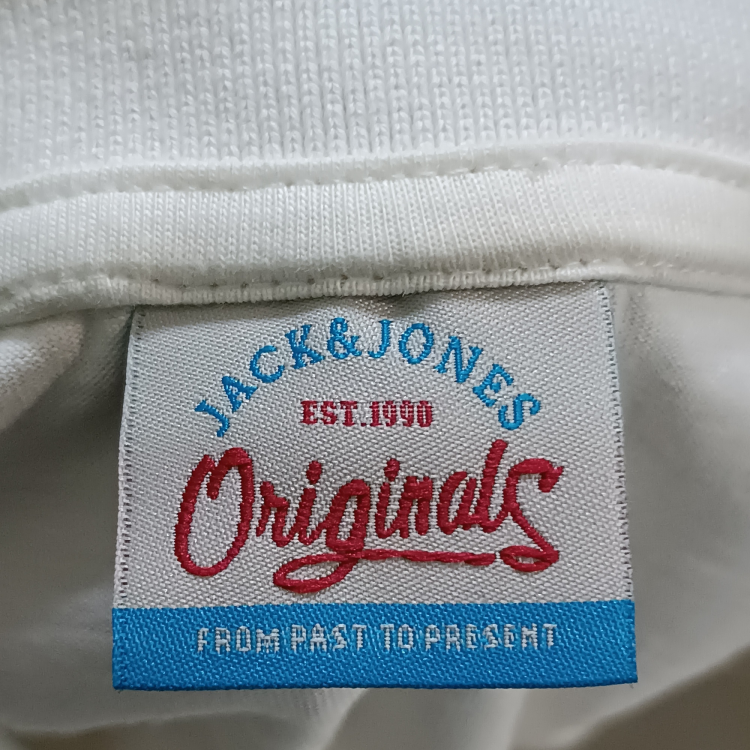 JACK&JONES
EST.1990
Originals
FROM PAST TO PRESENT